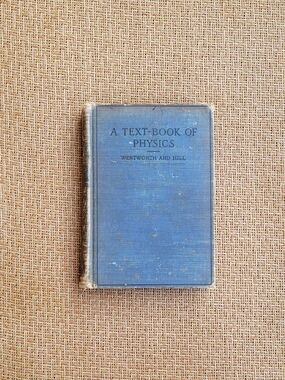 A TEXT-BOOK OF
PHYSICS
WENTWORTH AND HILL